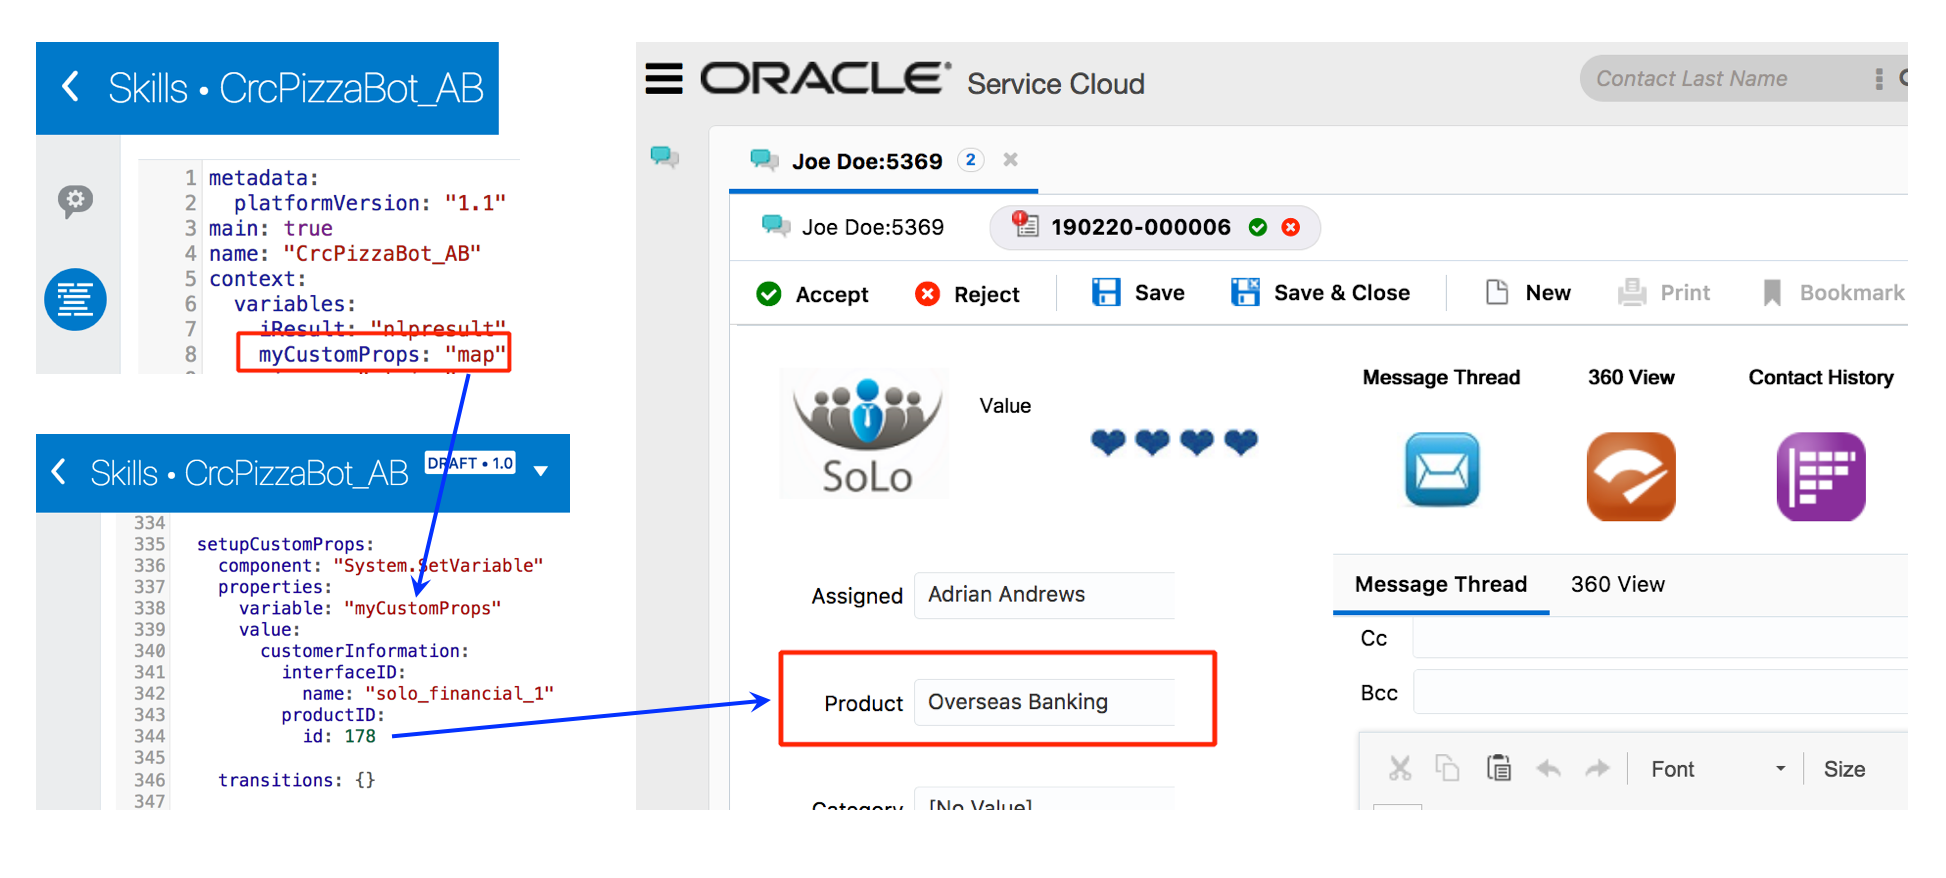 Skills • CrcPizzaBot_AB
1 metadata:
2 platformVersion: "1.1"
3 main: true
4 name: "CrcPizzaBot_AB"
5 context:
6 variables:
7 iResult: "nlpresult"
8 myCustomProps: "map"
Skills • CrcPizzaBot_AB DRAFT • 1.0
334
335 setupCustomProps:
336 component: "System.SetVariable"
337 properties:
338 variable: "myCustomProps"
339 value:
340 customerInformation:
341 interfaceID:
342 name: "solo_financial_1"
343 productID:
344 id: 178
345
346 transitions: {}
347
ORACLE Service Cloud
Contact Last Name
Joe Doe:5369 2
Joe Doe:5369 190220-000006
Accept Reject Save Save & Close New Print Bookmark
Message Thread 360 View Contact History
Value
SoLo
Assigned Adrian Andrews
Product Overseas Banking
Category [No Value]
Message Thread 360 View
Cc
Bcc
Font Size